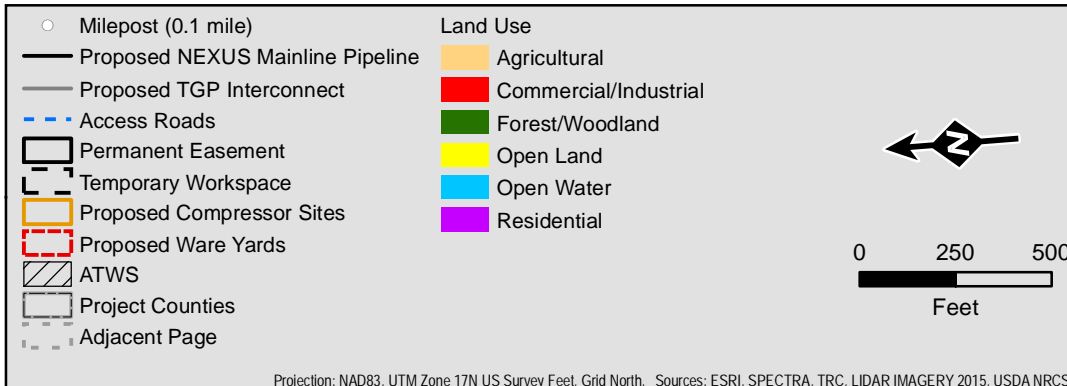 Milepost (0.1 mile)
Proposed NEXUS Mainline Pipeline
Proposed TGP Interconnect
Access Roads
Permanent Easement
Temporary Workspace
Proposed Compressor Sites
Proposed Ware Yards
ATWS
Project Counties
Adjacent Page
Land Use
Agricultural
Commercial/Industrial
Forest/Woodland
Open Land
Open Water
Residential
N
0 250 500
Feet
Projection: NAD83, UTM Zone 17N US Survey Feet, Grid North. Sources: ESRI, SPECTRA, TRC, LIDAR IMAGERY 2015, USDA NRCS